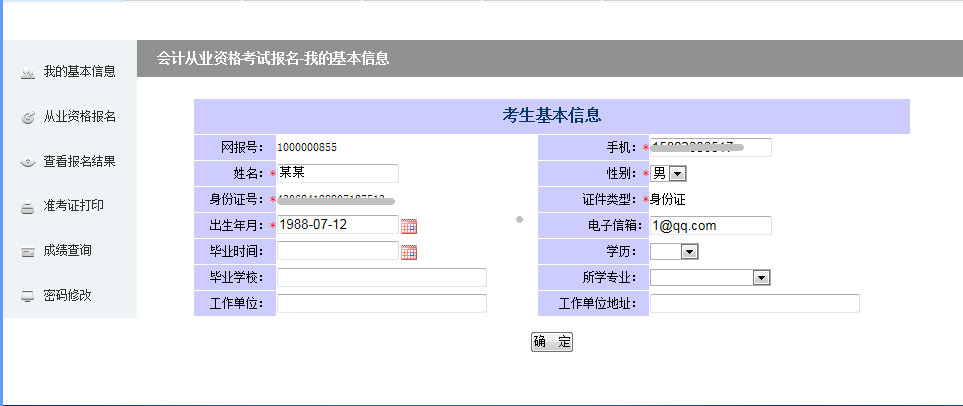 会计从业资格考试报名-我的基本信息
我的基本信息
从业资格报名
查看报名结果
准考证打印
成绩查询
密码修改
考生基本信息
网报号： 1000000855 手机：*
姓名：* 某某 性别：* 男
身份证号：* 证件类型：*身份证
出生年月：* 1988-07-12 电子信箱： 1@qq.com
毕业时间： 学历：
毕业学校： 所学专业：
工作单位： 工作单位地址：
确 定